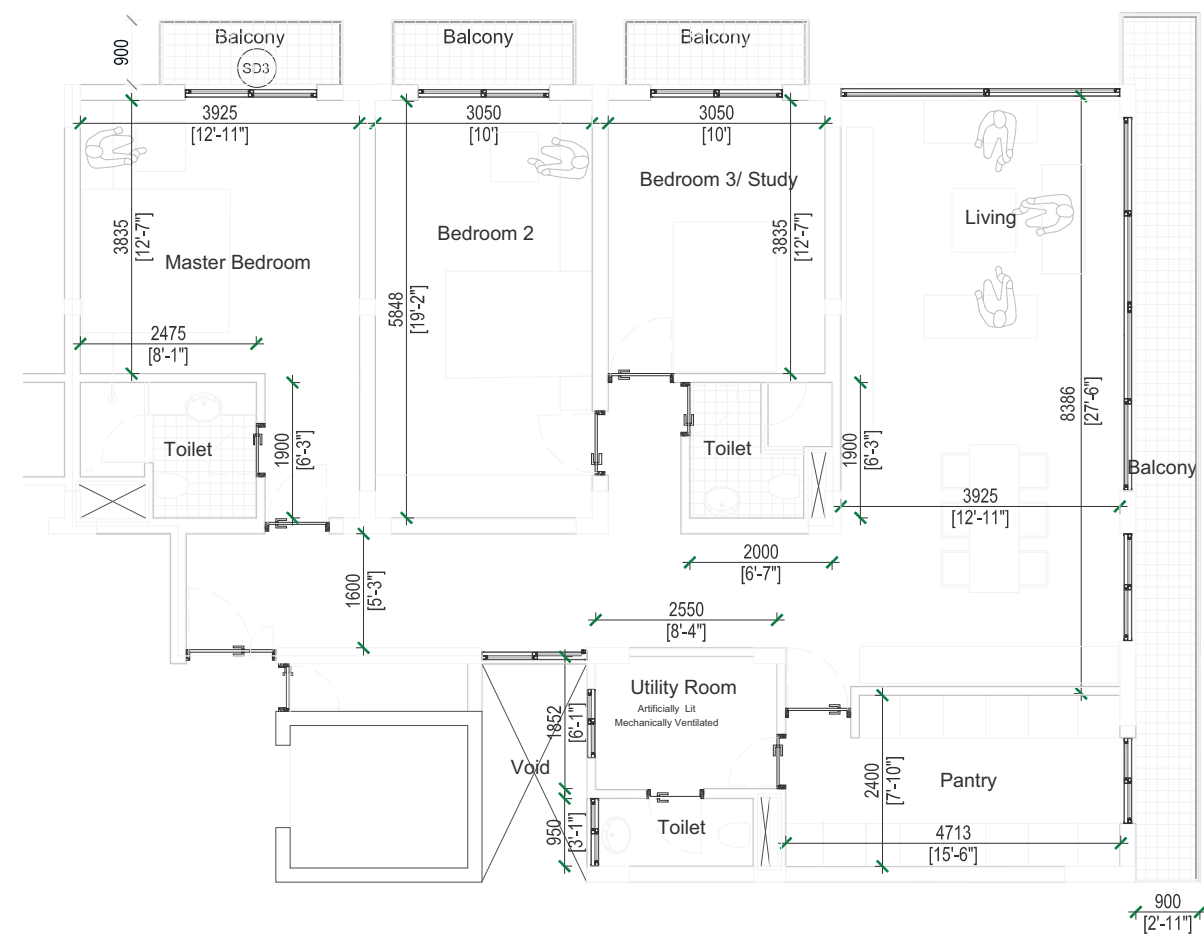 Balcony
Balcony
Balcony
900
SD3
3925
[12'-11"]
3050
[10']
3050
[10']
Bedroom 3/ Study
Living
Bedroom 2
Master Bedroom
3835
[12'-7"]
5848
[19'-2"]
3835
[12'-7"]
2475
[8'-1"]
8386
[27'-6"]
Toilet
1900
[6'-3"]
Toilet
1900
[6'-3"]
Balcony
3925
[12'-11"]
2000
[6'-7"]
1600
[5'-3"]
2550
[8'-4"]
Utility Room
Artificially Lit
Mechanically Ventilated
1852
[6'-1"]
Void
2400
[7'-10"]
Pantry
950
[3'-1"]
Toilet
4713
[15'-6"]
900
[2'-11"]